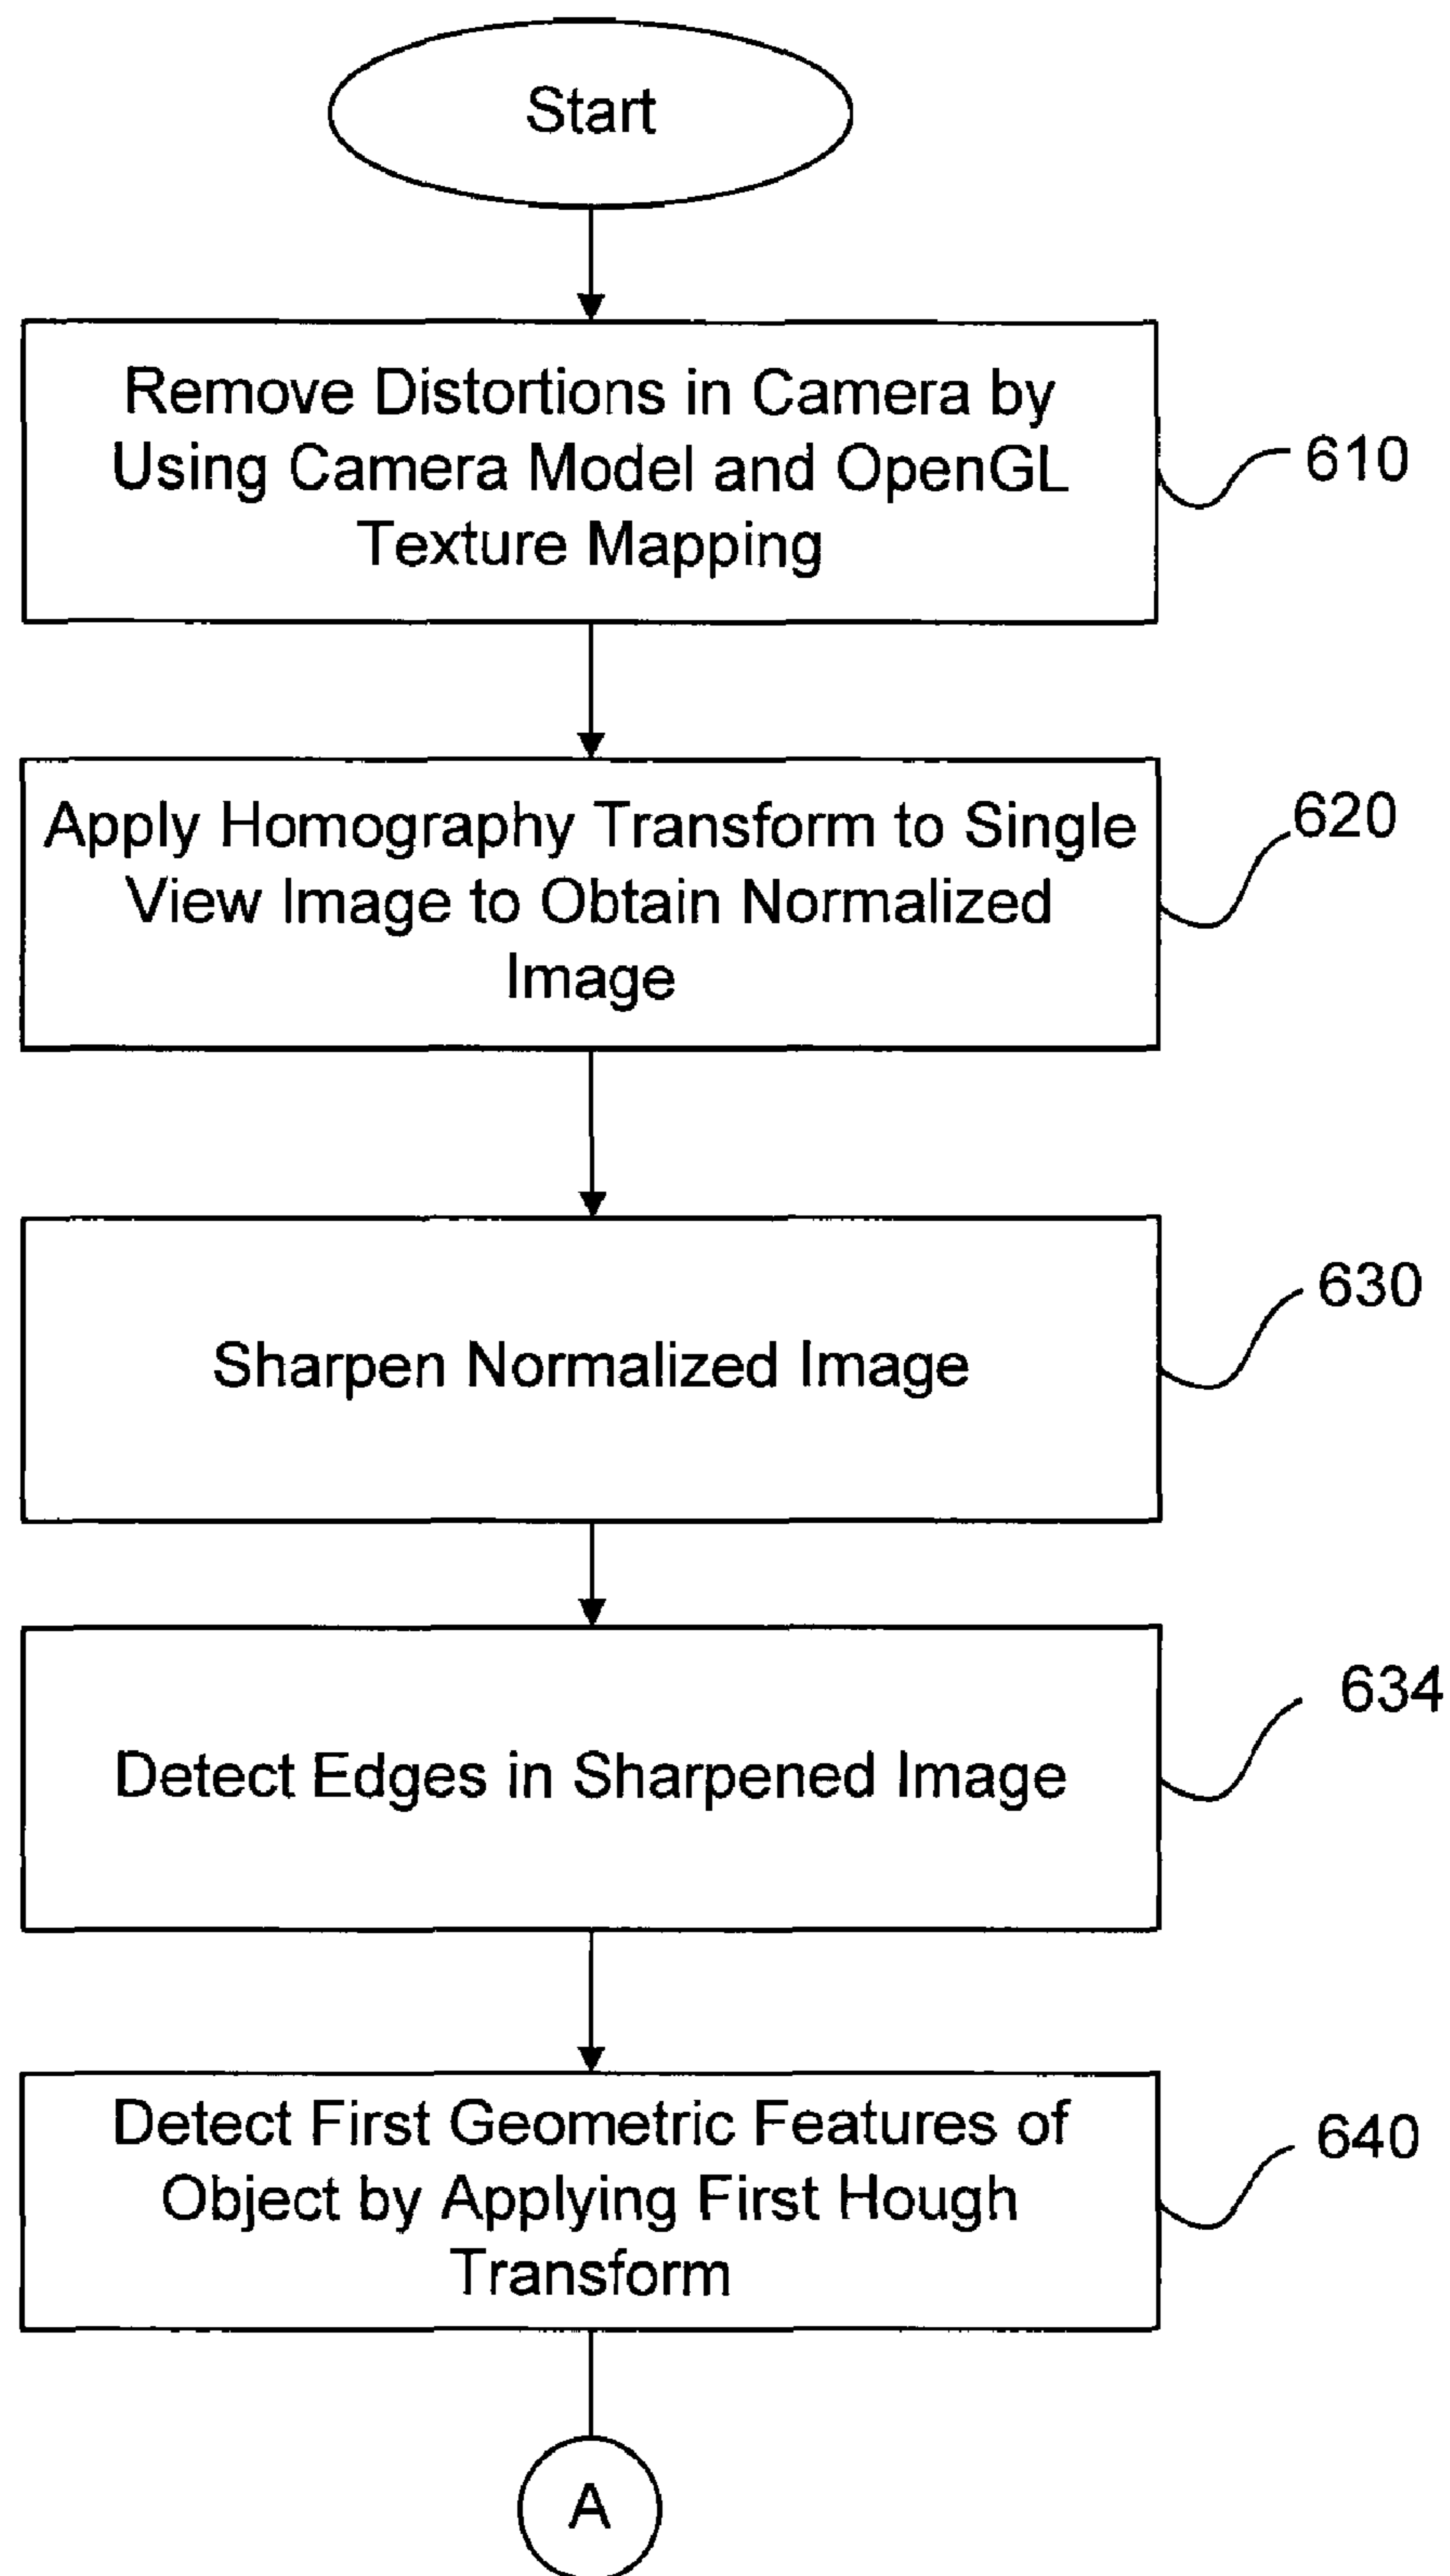 Start
Remove Distortions in Camera by
Using Camera Model and OpenGL
Texture Mapping
610
Apply Homography Transform to Single
View Image to Obtain Normalized
Image
620
Sharpen Normalized Image
630
Detect Edges in Sharpened Image
634
Detect First Geometric Features of
Object by Applying First Hough
Transform
640
A